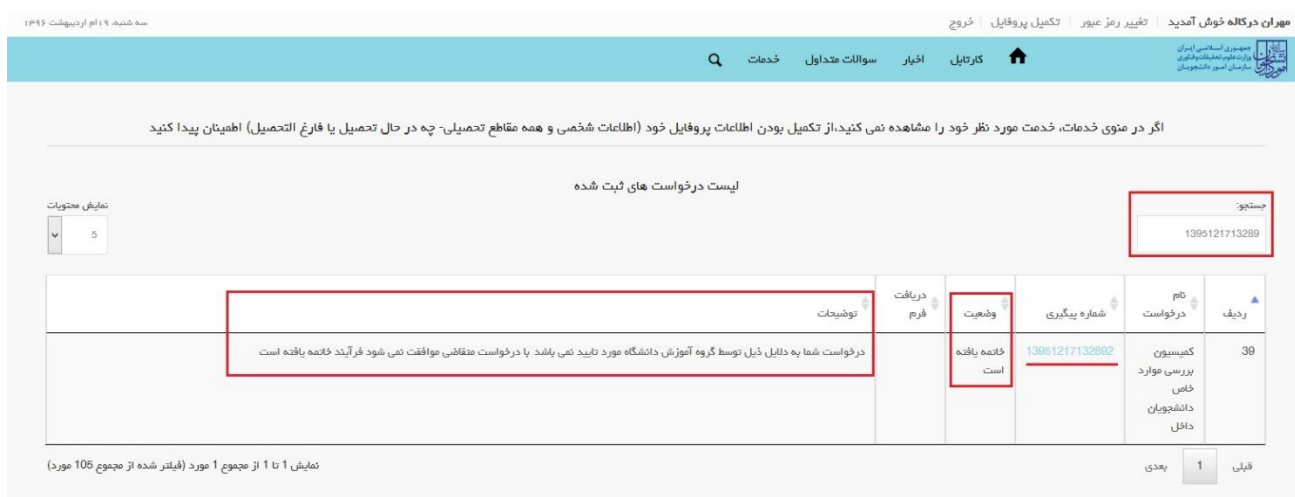 مهران درکاله خوش آمدید | تغییر رمز عبور | تکمیل پروفایل | خروج
سه شنبه، ۱۹ام اردیبهشت ۱۳۹۶
جمهوری اسلامی ایران
وزارت علوم، تحقیقات و فناوری
سازمان امور دانشجویان
کارتابل اخبار سوالات متداول خدمات
اگر در منوی خدمات، خدمت مورد نظر خود را مشاهده نمی کنید،از تکمیل بودن اطلاعات پروفایل خود (اطلاعات شخصی و همه مقاطع تحصیلی- چه در حال تحصیل یا فارغ التحصیل) اطمینان پیدا کنید
لیست درخواست های ثبت شده
جستجو:
1395121713289
نمایش محتویات
5
ردیف
نام
درخواست
شماره پیگیری
وضعیت
دریافت
فرم
توضیحات
39
کمیسیون
بررسی موارد
خاص
دانشجویان
داخل
13951217132892
خاتمه یافته
است
درخواست شما به دلایل ذیل توسط گروه آموزش دانشگاه مورد تایید نمی باشد با درخواست متقاضی موافقت نمی شود فرآیند خاتمه یافته است
قبلی 1 بعدی
نمایش 1 تا 1 از مجموع 1 مورد (فیلتر شده از مجموع 105 مورد)